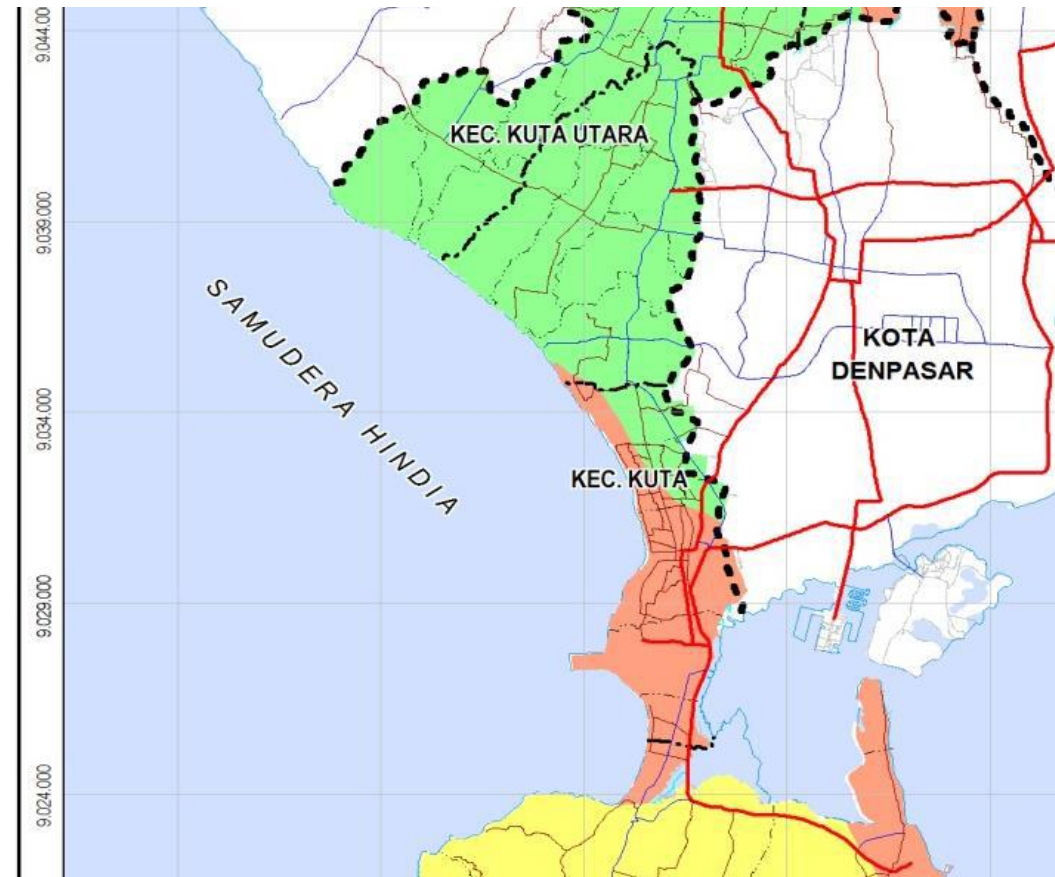 9.044.000
KEC. KUTA UTARA
9.039.000
SAMUDERA HINDIA
KOTA
DENPASAR
9.034.000
KEC. KUTA
9.029.000
9.024.000